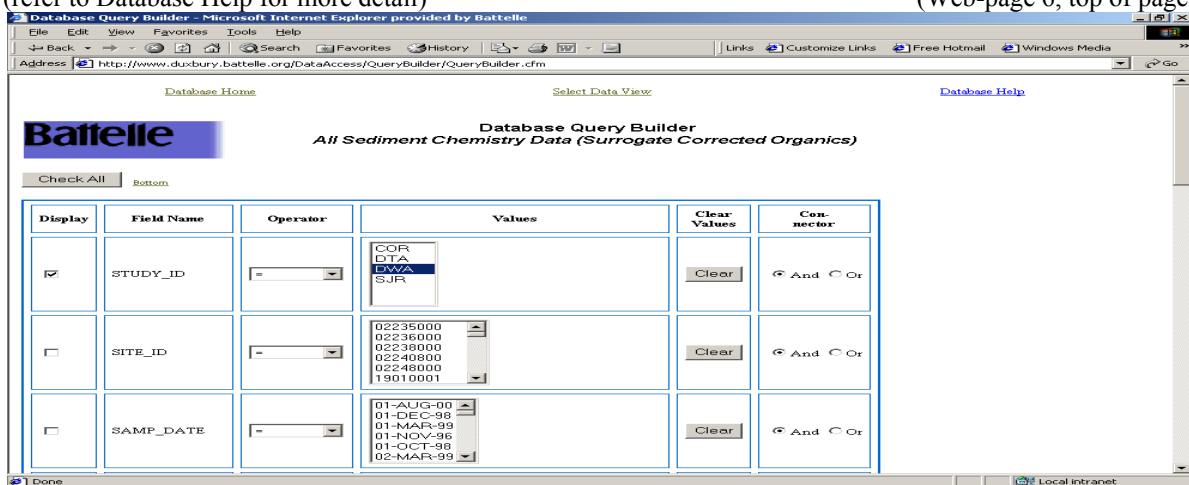 (refer to Database Help for more detail) (Web-page 6, top of page
Database Query Builder - Microsoft Internet Explorer provided by Battelle
File Edit View Favorites Tools Help
Back Search Favorites History Links Customize Links Free Hotmail Windows Media »
Address http://www.duxbury.battelle.org/DataAccess/QueryBuilder/QueryBuilder.cfm Go
Database Home Select Data View Database Help
Battelle
Database Query Builder
All Sediment Chemistry Data (Surrogate Corrected Organics)
Check All Bottom
Display Field Name Operator Values Clear Values Con-nector
STUDY_ID = COR Clear And Or
DTA
DWA
SJR
SITE_ID = 02235000 Clear And Or
02236000
02238000
02240800
02248000
19010001
SAMP_DATE = 01-AUG-00 Clear And Or
01-DEC-98
01-MAR-99
01-NOV-96
01-OCT-98
02-MAR-99
Done Local intranet